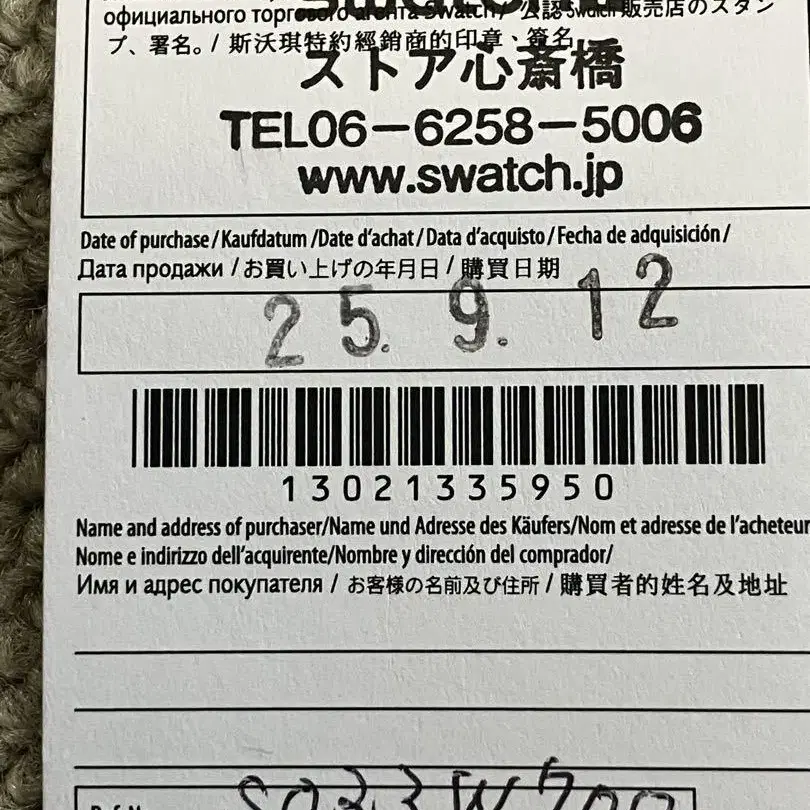 официального торгового агента Swatch / 公認 Swatch 販売店のスタン
プ、署名。/ 斯沃琪特約經銷商的印章、簽名
ストア心斎橋
TEL06-6258-5006
www.swatch.jp
Date of purchase/Kaufdatum/Date d'achat/Data d'acquisto/Fecha de adquisición/
Дата продажи / お買い上げの年月日 / 購買日期
25.9.12
13021335950
Name and address of purchaser/Name und Adresse des Käufers/Nom et adresse de l'acheteur
Nome e indirizzo dell'acquirente/Nombre y dirección del comprador/
Имя и адрес покупателя / お客様の名前及び住所 / 購買者的姓名及地址